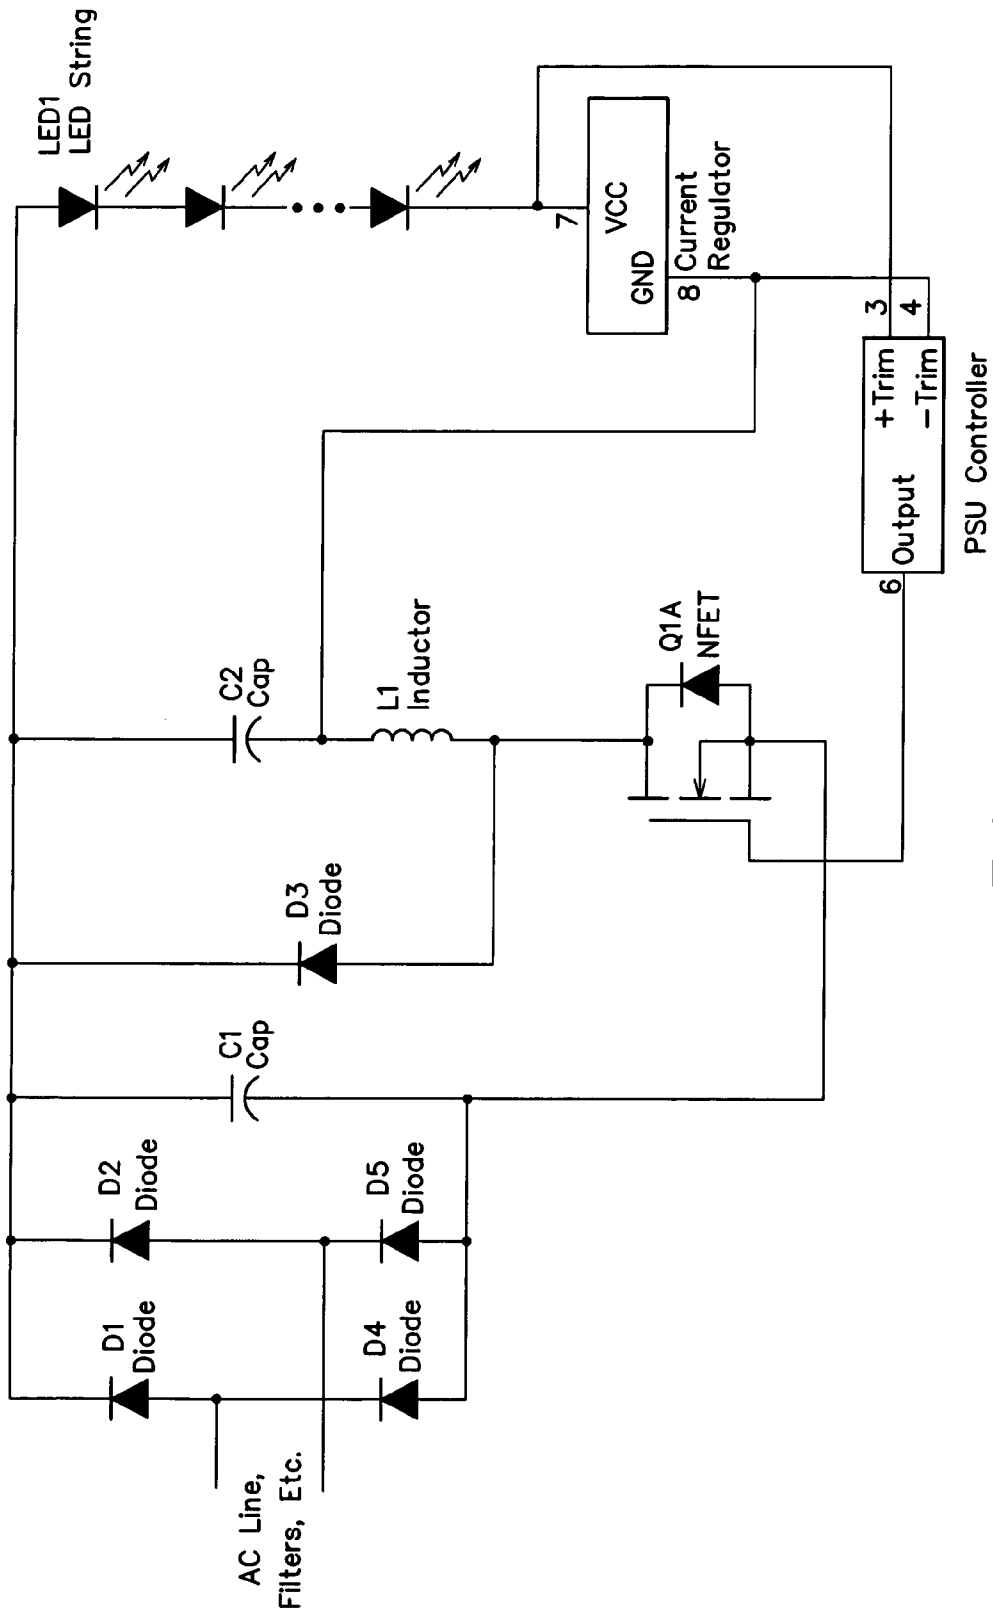 AC Line,
Filters, Etc.
D1
Diode
D2
Diode
D4
Diode
D5
Diode
C1
Cap
D3
Diode
C2
Cap
L1
Inductor
Q1A
NFET
LED1
LED String
7
VCC
GND
8
Current
Regulator
3
4
+Trim
−Trim
Output
6
PSU Controller